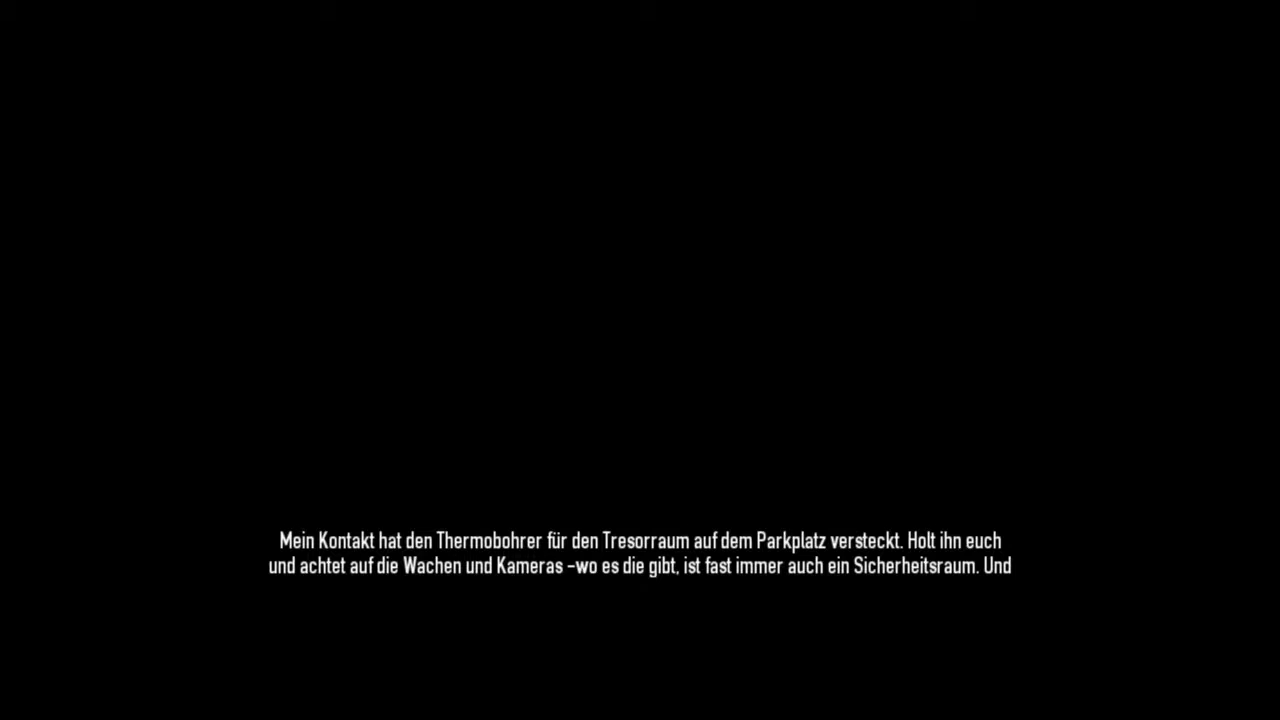 Mein Kontakt hat den Thermobohrer für den Tresorraum auf dem Parkplatz versteckt. Holt ihn euch
und achtet auf die Wachen und Kameras -wo es die gibt, ist fast immer auch ein Sicherheitsraum. Und